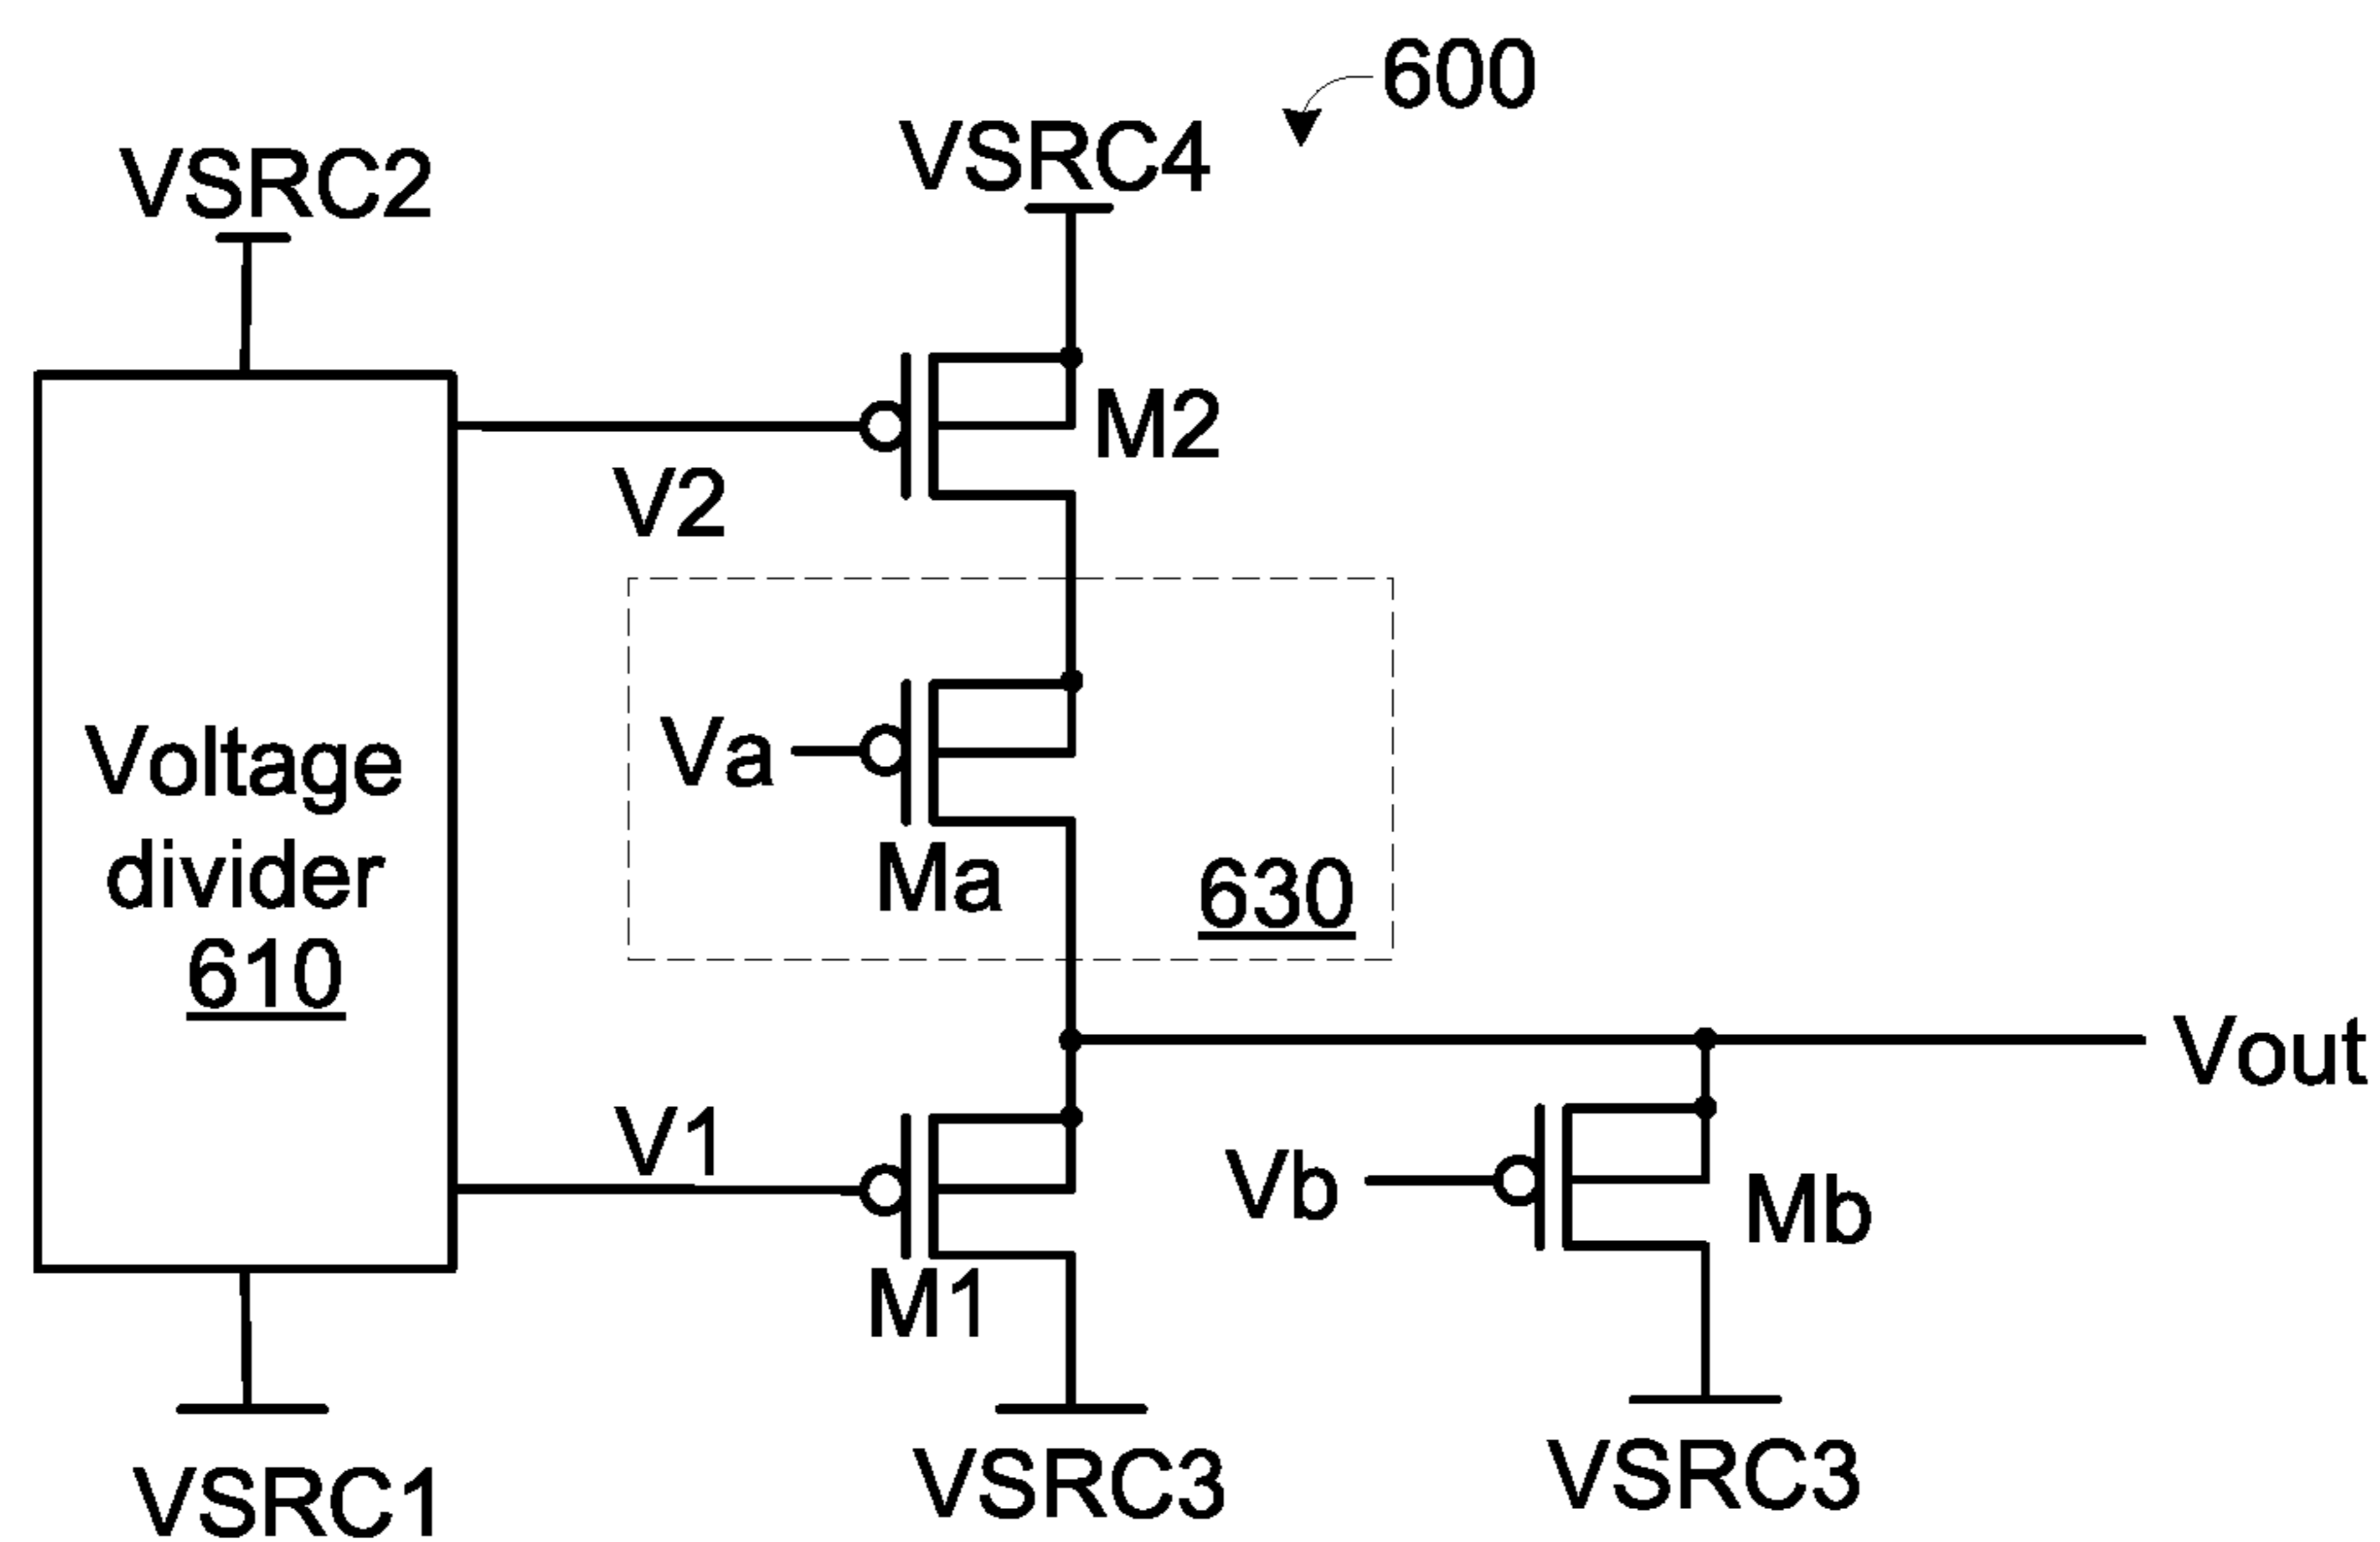 600
VSRC4
VSRC2
M2
V2
Va
Ma
630
Voltage
divider
610
Vout
V1
M1
Vb
Mb
VSRC1
VSRC3
VSRC3